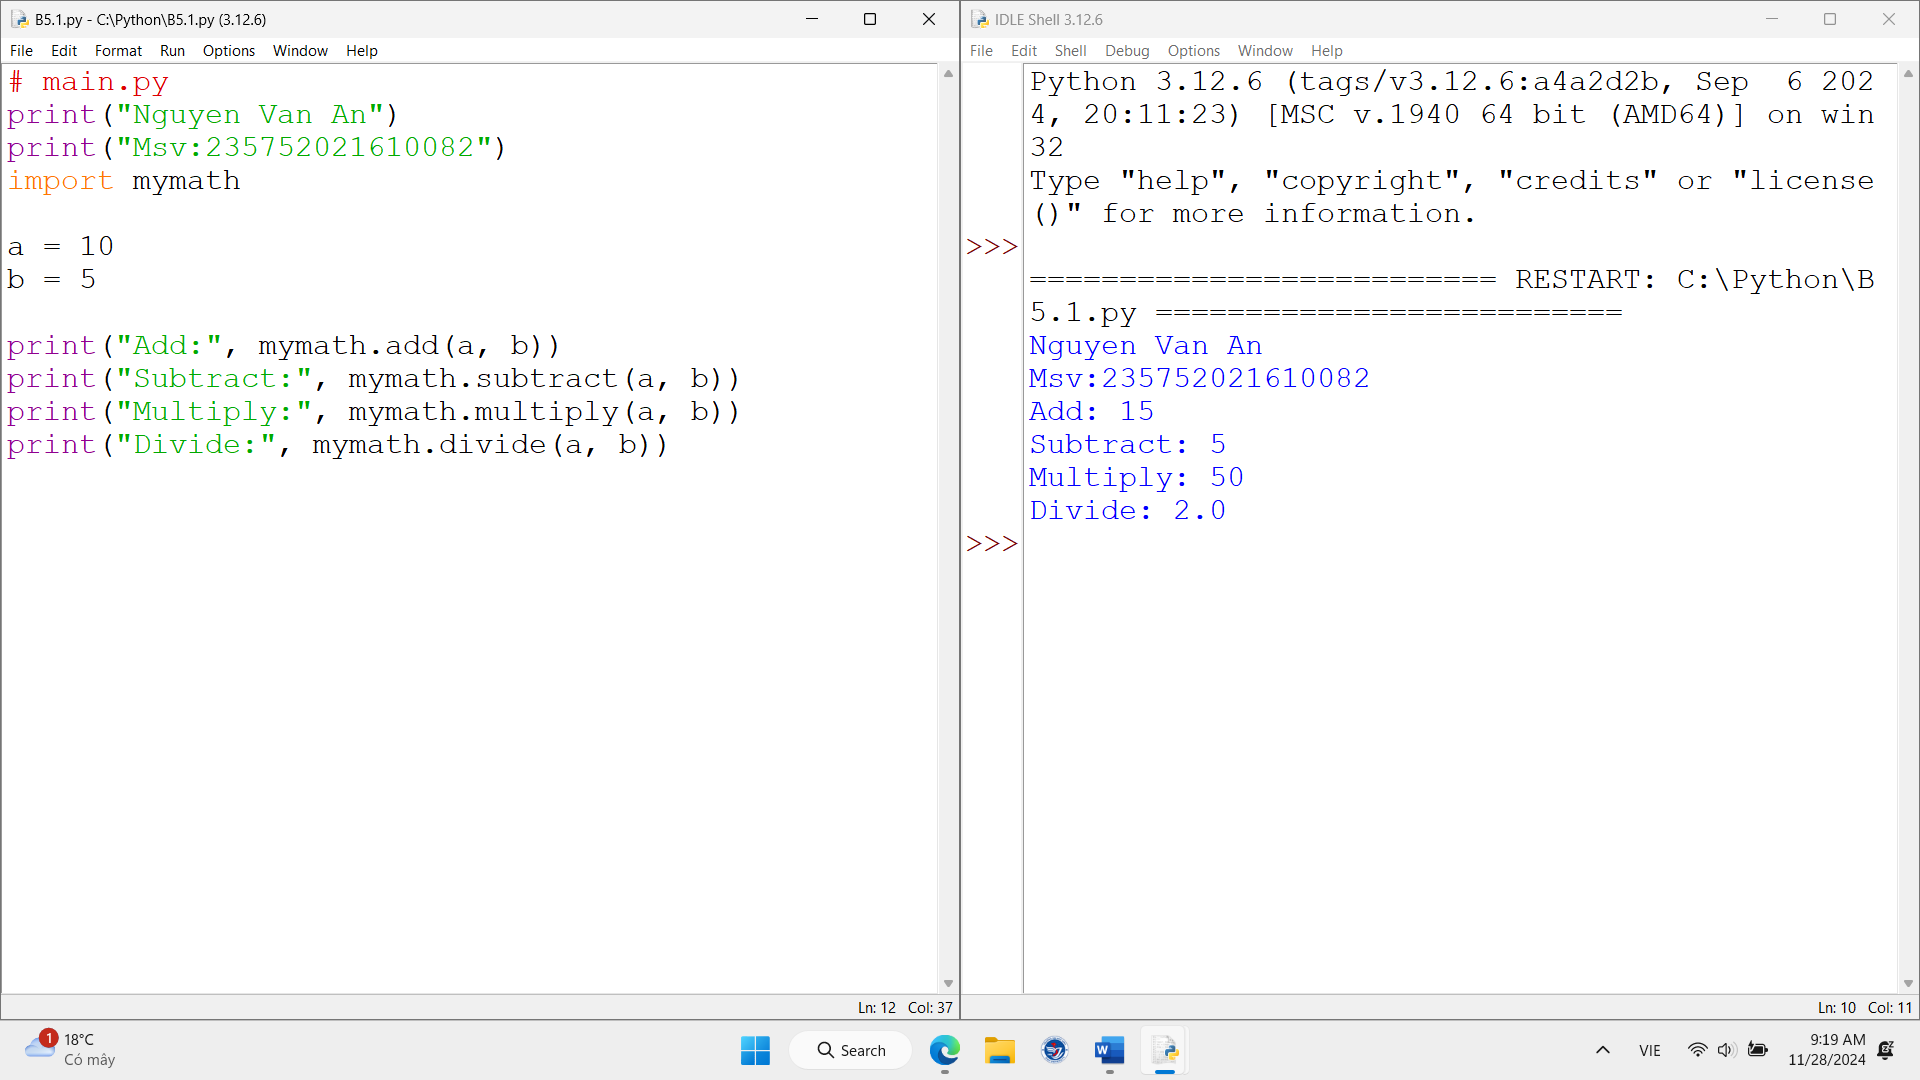 B5.1.py - C:\Python\B5.1.py (3.12.6)
File Edit Format Run Options Window Help
# main.py
print("Nguyen Van An")
print("Msv:235752021610082")
import mymath
a = 10
b = 5
print("Add:", mymath.add(a, b))
print("Subtract:", mymath.subtract(a, b))
print("Multiply:", mymath.multiply(a, b))
print("Divide:", mymath.divide(a, b))
Ln: 12 Col: 37
IDLE Shell 3.12.6
File Edit Shell Debug Options Window Help
Python 3.12.6 (tags/v3.12.6:a4a2d2b, Sep  6 202
4, 20:11:23) [MSC v.1940 64 bit (AMD64)] on win
32
Type "help", "copyright", "credits" or "license
()" for more information.
>>>
========================== RESTART: C:\Python\B
5.1.py ==========================
Nguyen Van An
Msv:235752021610082
Add: 15
Subtract: 5
Multiply: 50
Divide: 2.0
>>>
Ln: 10 Col: 11
1
18°C
Có mây
Search
W
VIE
9:19 AM
11/28/2024